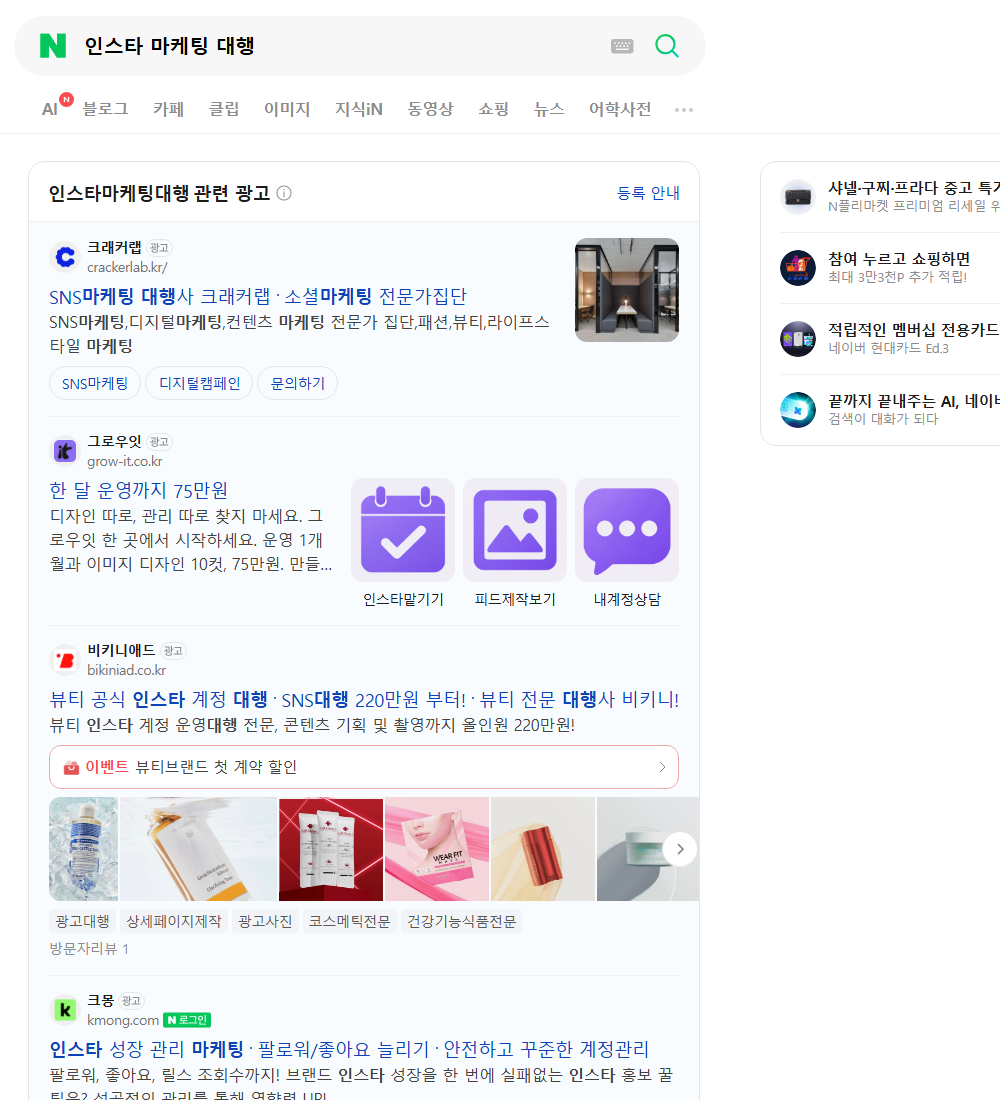 인스타 마케팅 대행
AI N 블로그 카페 클립 이미지 지식iN 동영상 쇼핑 뉴스 어학사전
인스타마케팅대행 관련 광고
등록 안내
크래커랩 광고
crackerlab.kr/
SNS마케팅 대행사 크래커랩 · 소셜마케팅 전문가집단
SNS마케팅,디지털마케팅,컨텐츠 마케팅 전문가 집단,패션,뷰티,라이프스
타일 마케팅
SNS마케팅 디지털캠페인 문의하기
그로우잇 광고
grow-it.co.kr
한 달 운영까지 75만원
디자인 따로, 관리 따로 찾지 마세요. 그
로우잇 한 곳에서 시작하세요. 운영 1개
월과 이미지 디자인 10컷, 75만원. 만들...
인스타맡기기 피드제작보기 내계정상담
비키니애드 광고
bikiniad.co.kr
뷰티 공식 인스타 계정 대행 · SNS대행 220만원 부터! · 뷰티 전문 대행사 비키니!
뷰티 인스타 계정 운영대행 전문, 콘텐츠 기획 및 촬영까지 올인원 220만원!
이벤트 뷰티브랜드 첫 계약 할인
WEAR FIT
광고대행 상세페이지제작 광고사진 코스메틱전문 건강기능식품전문
방문자리뷰 1
크몽 광고
kmong.com N 로그인
인스타 성장 관리 마케팅 · 팔로워/좋아요 늘리기 · 안전하고 꾸준한 계정관리
팔로워, 좋아요, 릴스 조회수까지! 브랜드 인스타 성장을 한 번에 실패없는 인스타 홍보 꿀
팁은? 성공적인 관리를 통해 영향력 UP!
샤넬·구찌·프라다 중고 특
N플리마켓 프리미엄 리세일
참여 누르고 쇼핑하면
최대 3만3천P 추가 적립!
적립적인 멤버십 전용카드
네이버 현대카드 Ed.3
끝까지 끝내주는 AI, 네이
검색이 대화가 되다